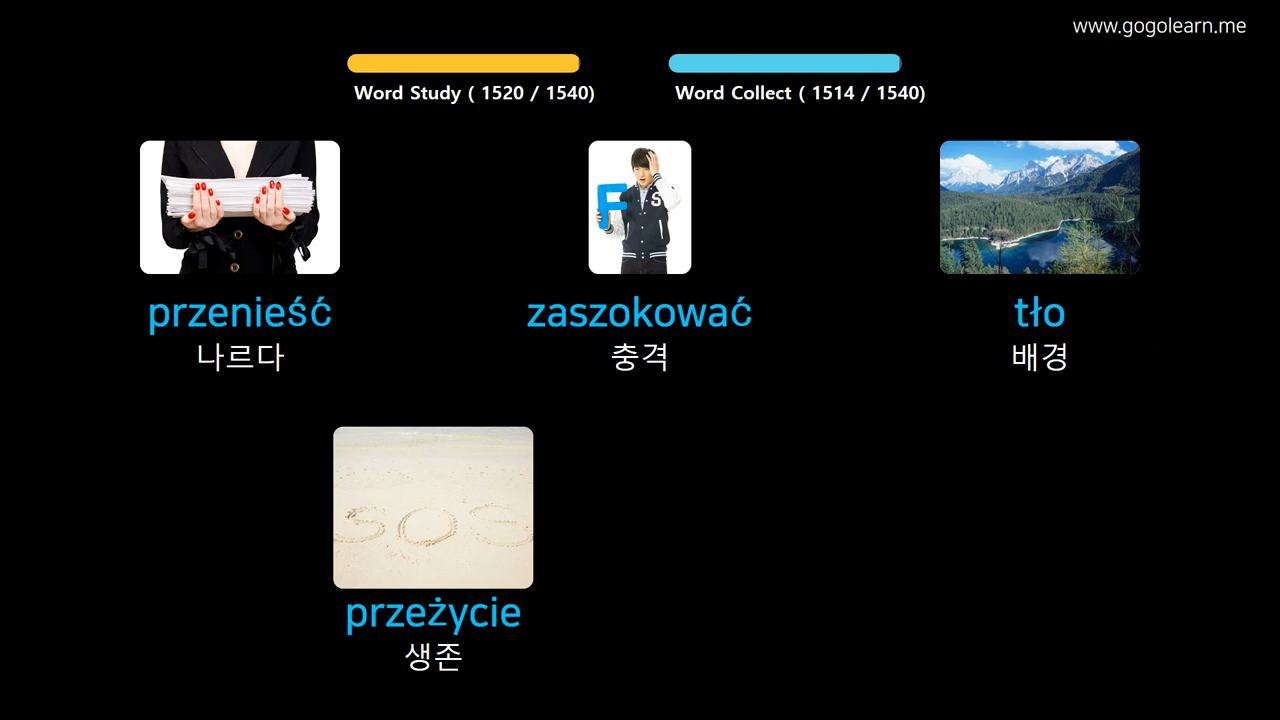 www.gogolearn.me
Word Study ( 1520 / 1540)
Word Collect ( 1514 / 1540)
F
S
przenieść
zaszokować
tło
나르다
충격
배경
SOS
przeżycie
생존